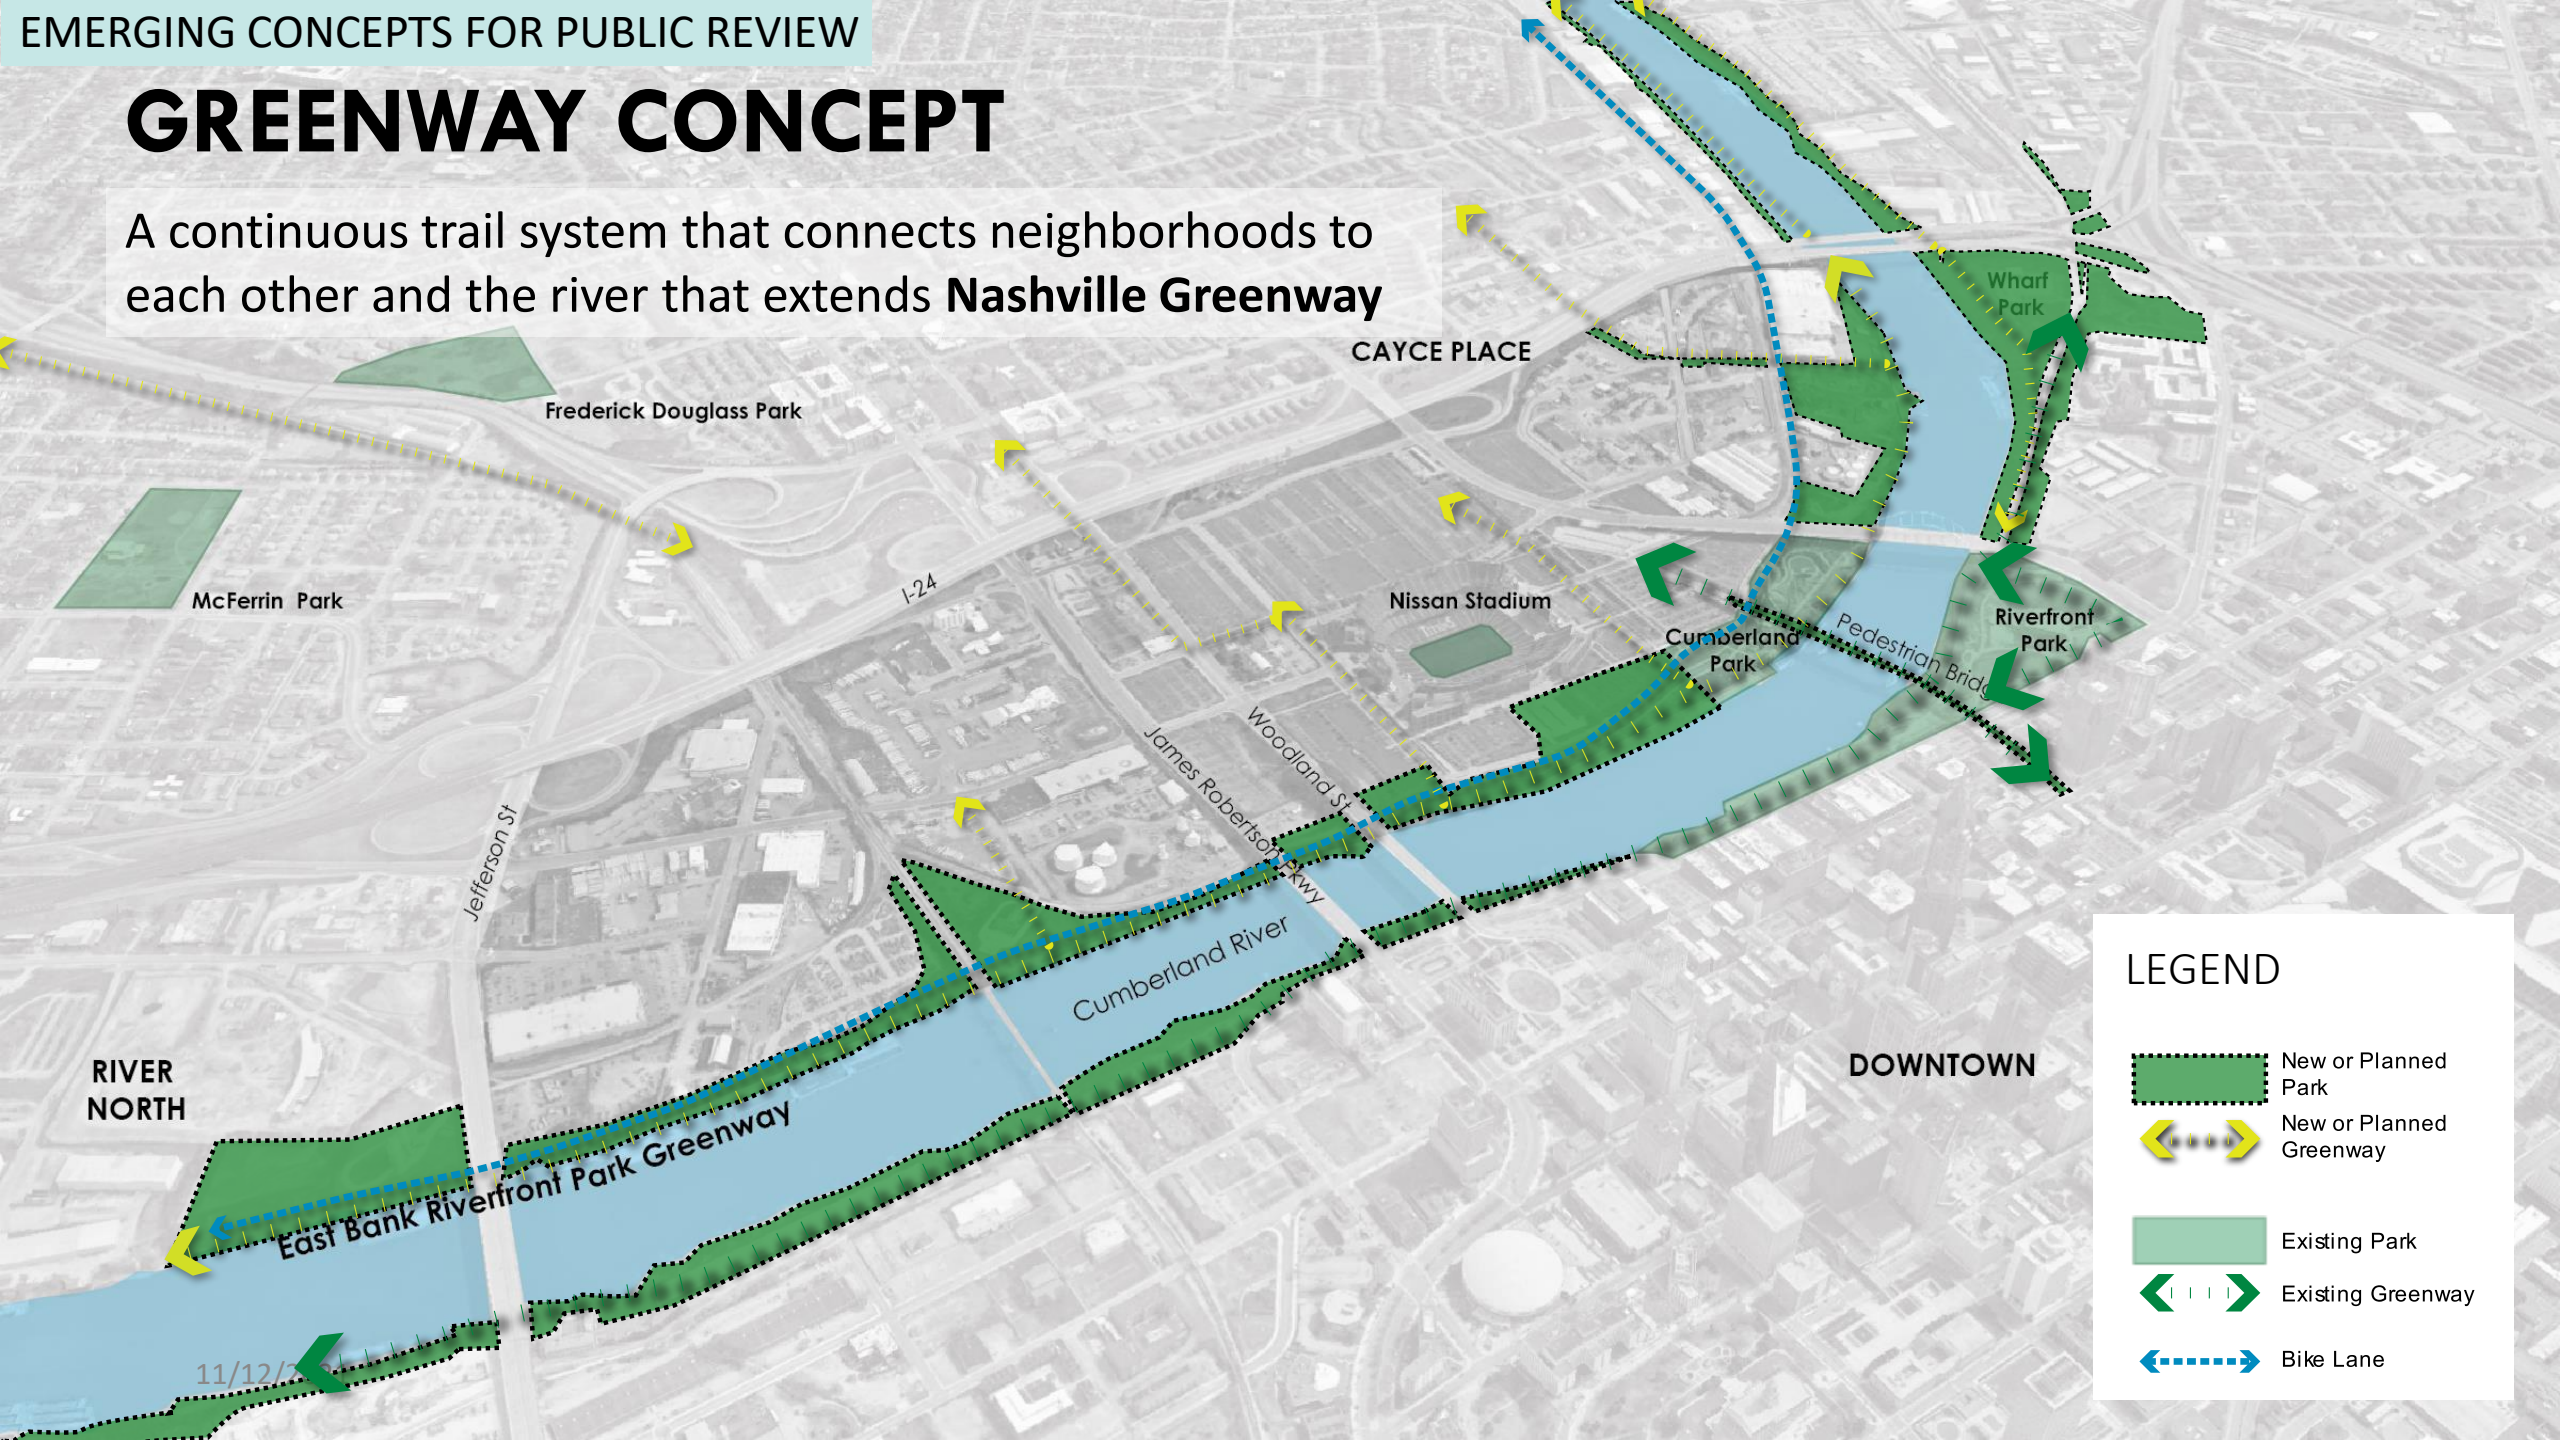 EMERGING CONCEPTS FOR PUBLIC REVIEW
GREENWAY CONCEPT
A continuous trail system that connects neighborhoods to
each other and the river that extends Nashville Greenway
CAYCE PLACE
Wharf
Park
Frederick Douglass Park
McFerrin Park
I-24
Nissan Stadium
Cumberland
Park
Pedestrian Bridge
Riverfront
Park
Woodland St
James Robertson Pkwy
Jefferson St
Cumberland River
RIVER
NORTH
East Bank Riverfront Park Greenway
DOWNTOWN
11/12/
LEGEND
New or Planned
Park
New or Planned
Greenway
Existing Park
Existing Greenway
Bike Lane